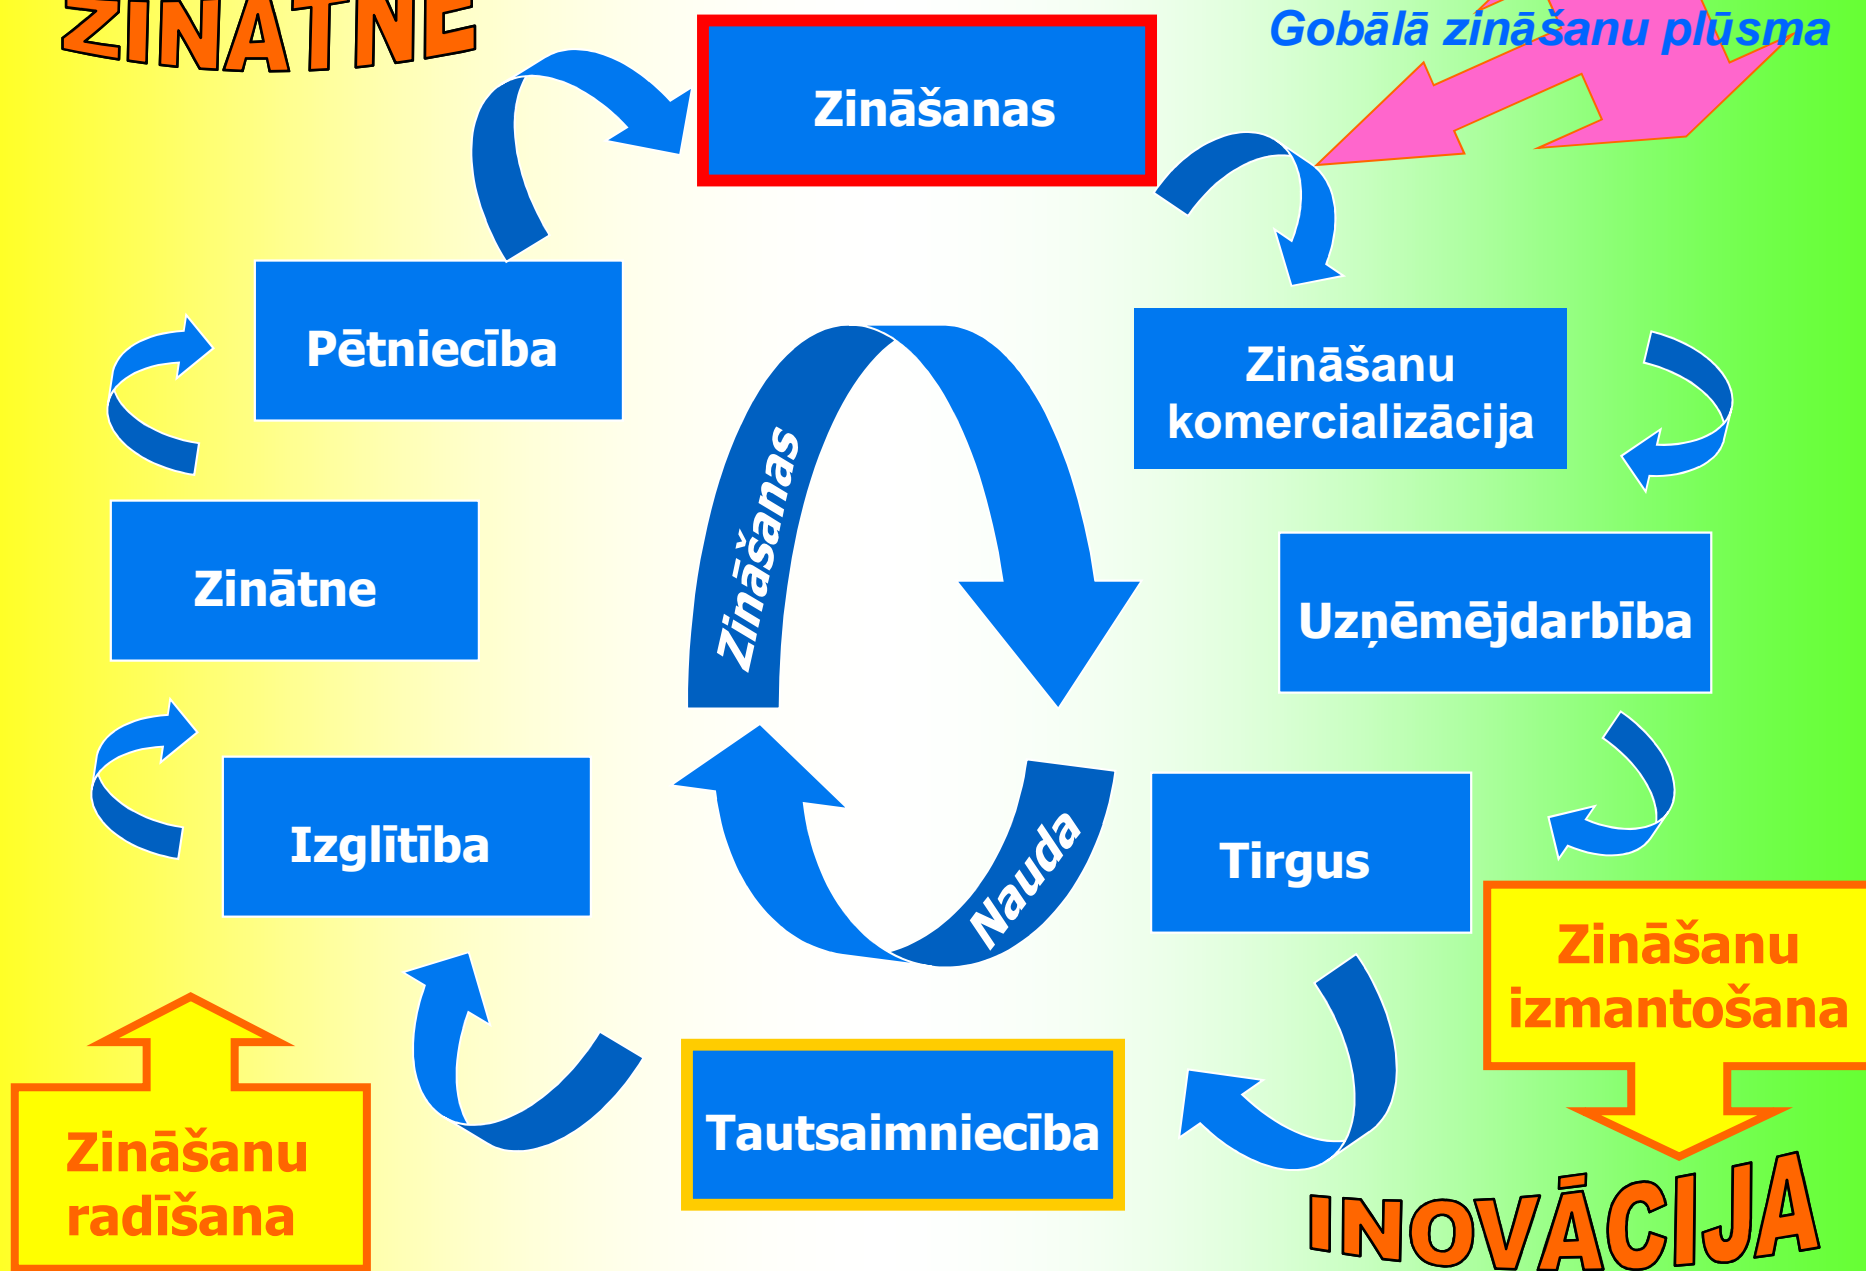 ZINĀTNE
Gobālā zināšanu plūsma
Zināšanas
Pētniecība
Zināšanu
komercializācija
Zināšanas
Zinātne
Uzņēmējdarbība
Izglītība
Nauda
Tirgus
Zināšanu
izmantošana
Tautsaimniecība
Zināšanu
radīšana
INOVĀCIJA